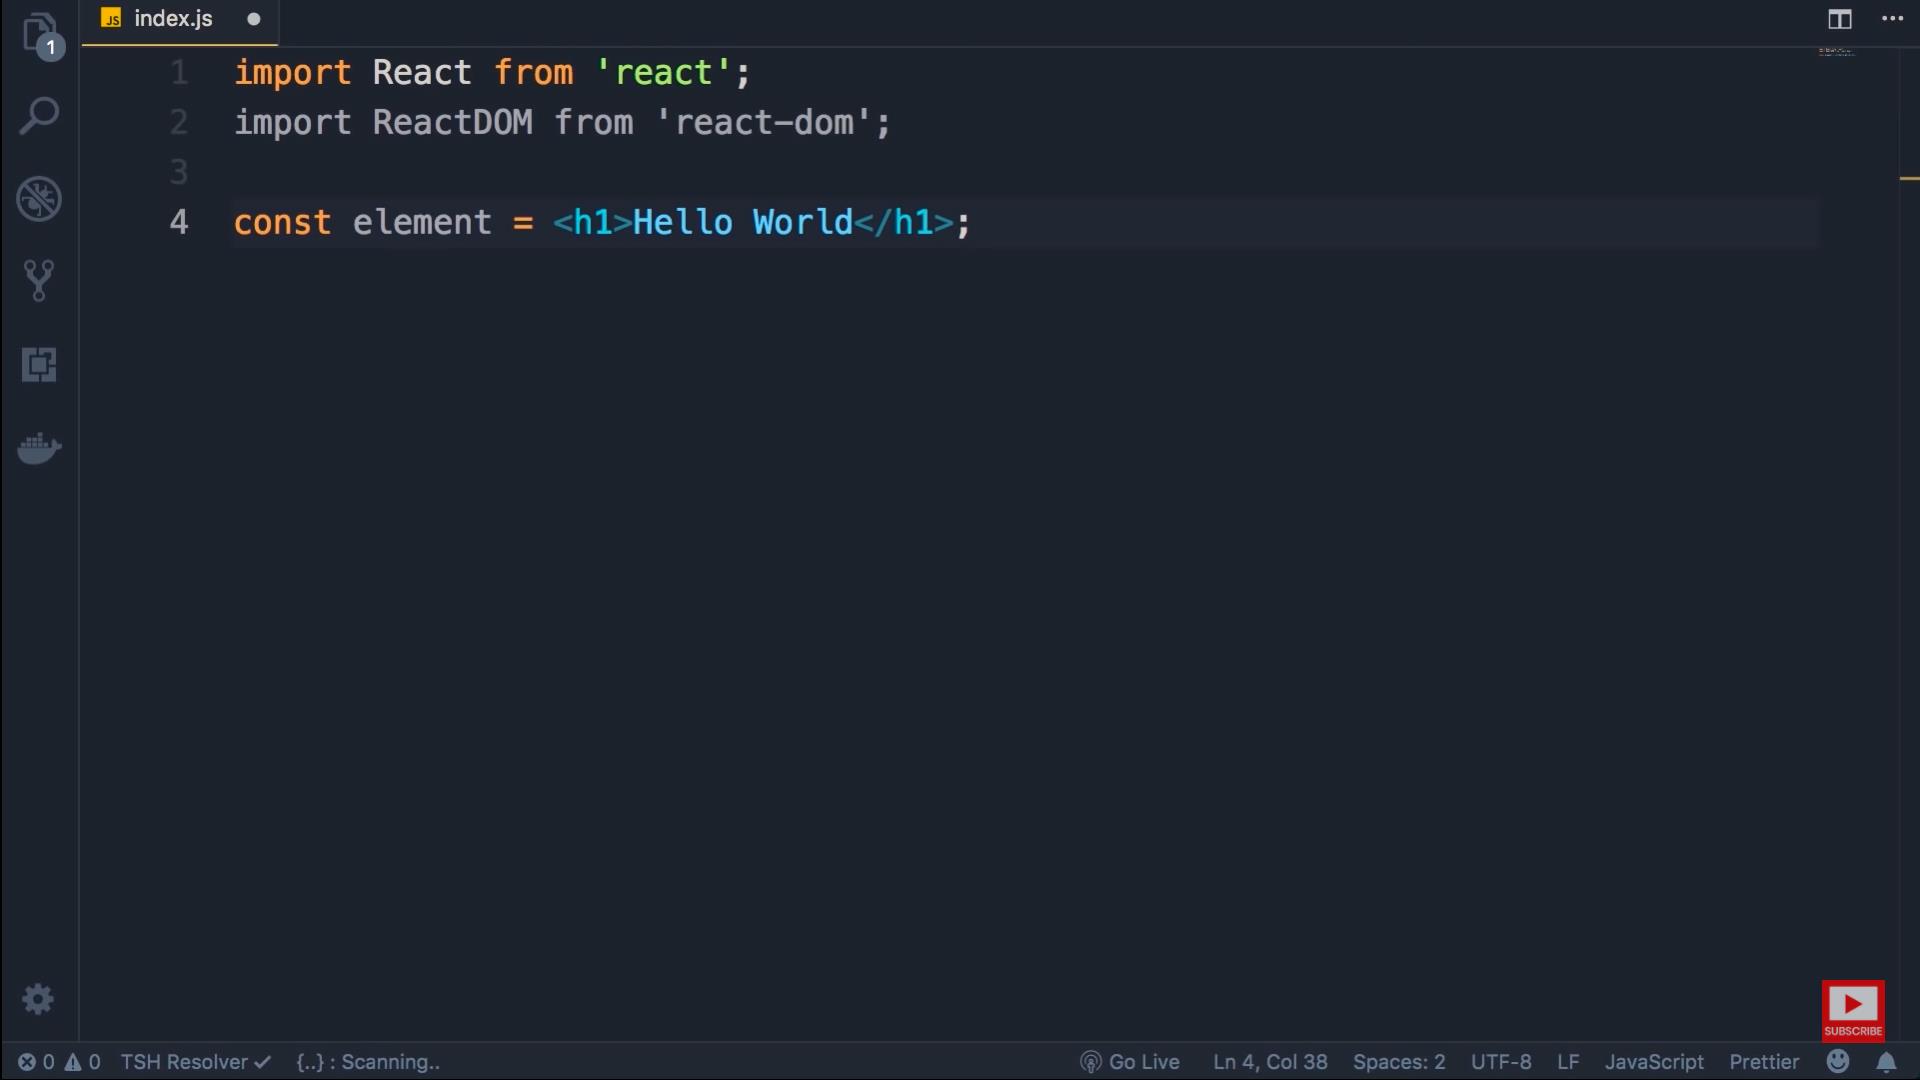 JS index.js
1
1 import React from 'react';
2 import ReactDOM from 'react-dom';
3
4 const element = <h1>Hello World</h1>;
SUBSCRIBE
0 0 TSH Resolver {..} : Scanning.. Go Live Ln 4, Col 38 Spaces: 2 UTF-8 LF JavaScript Prettier